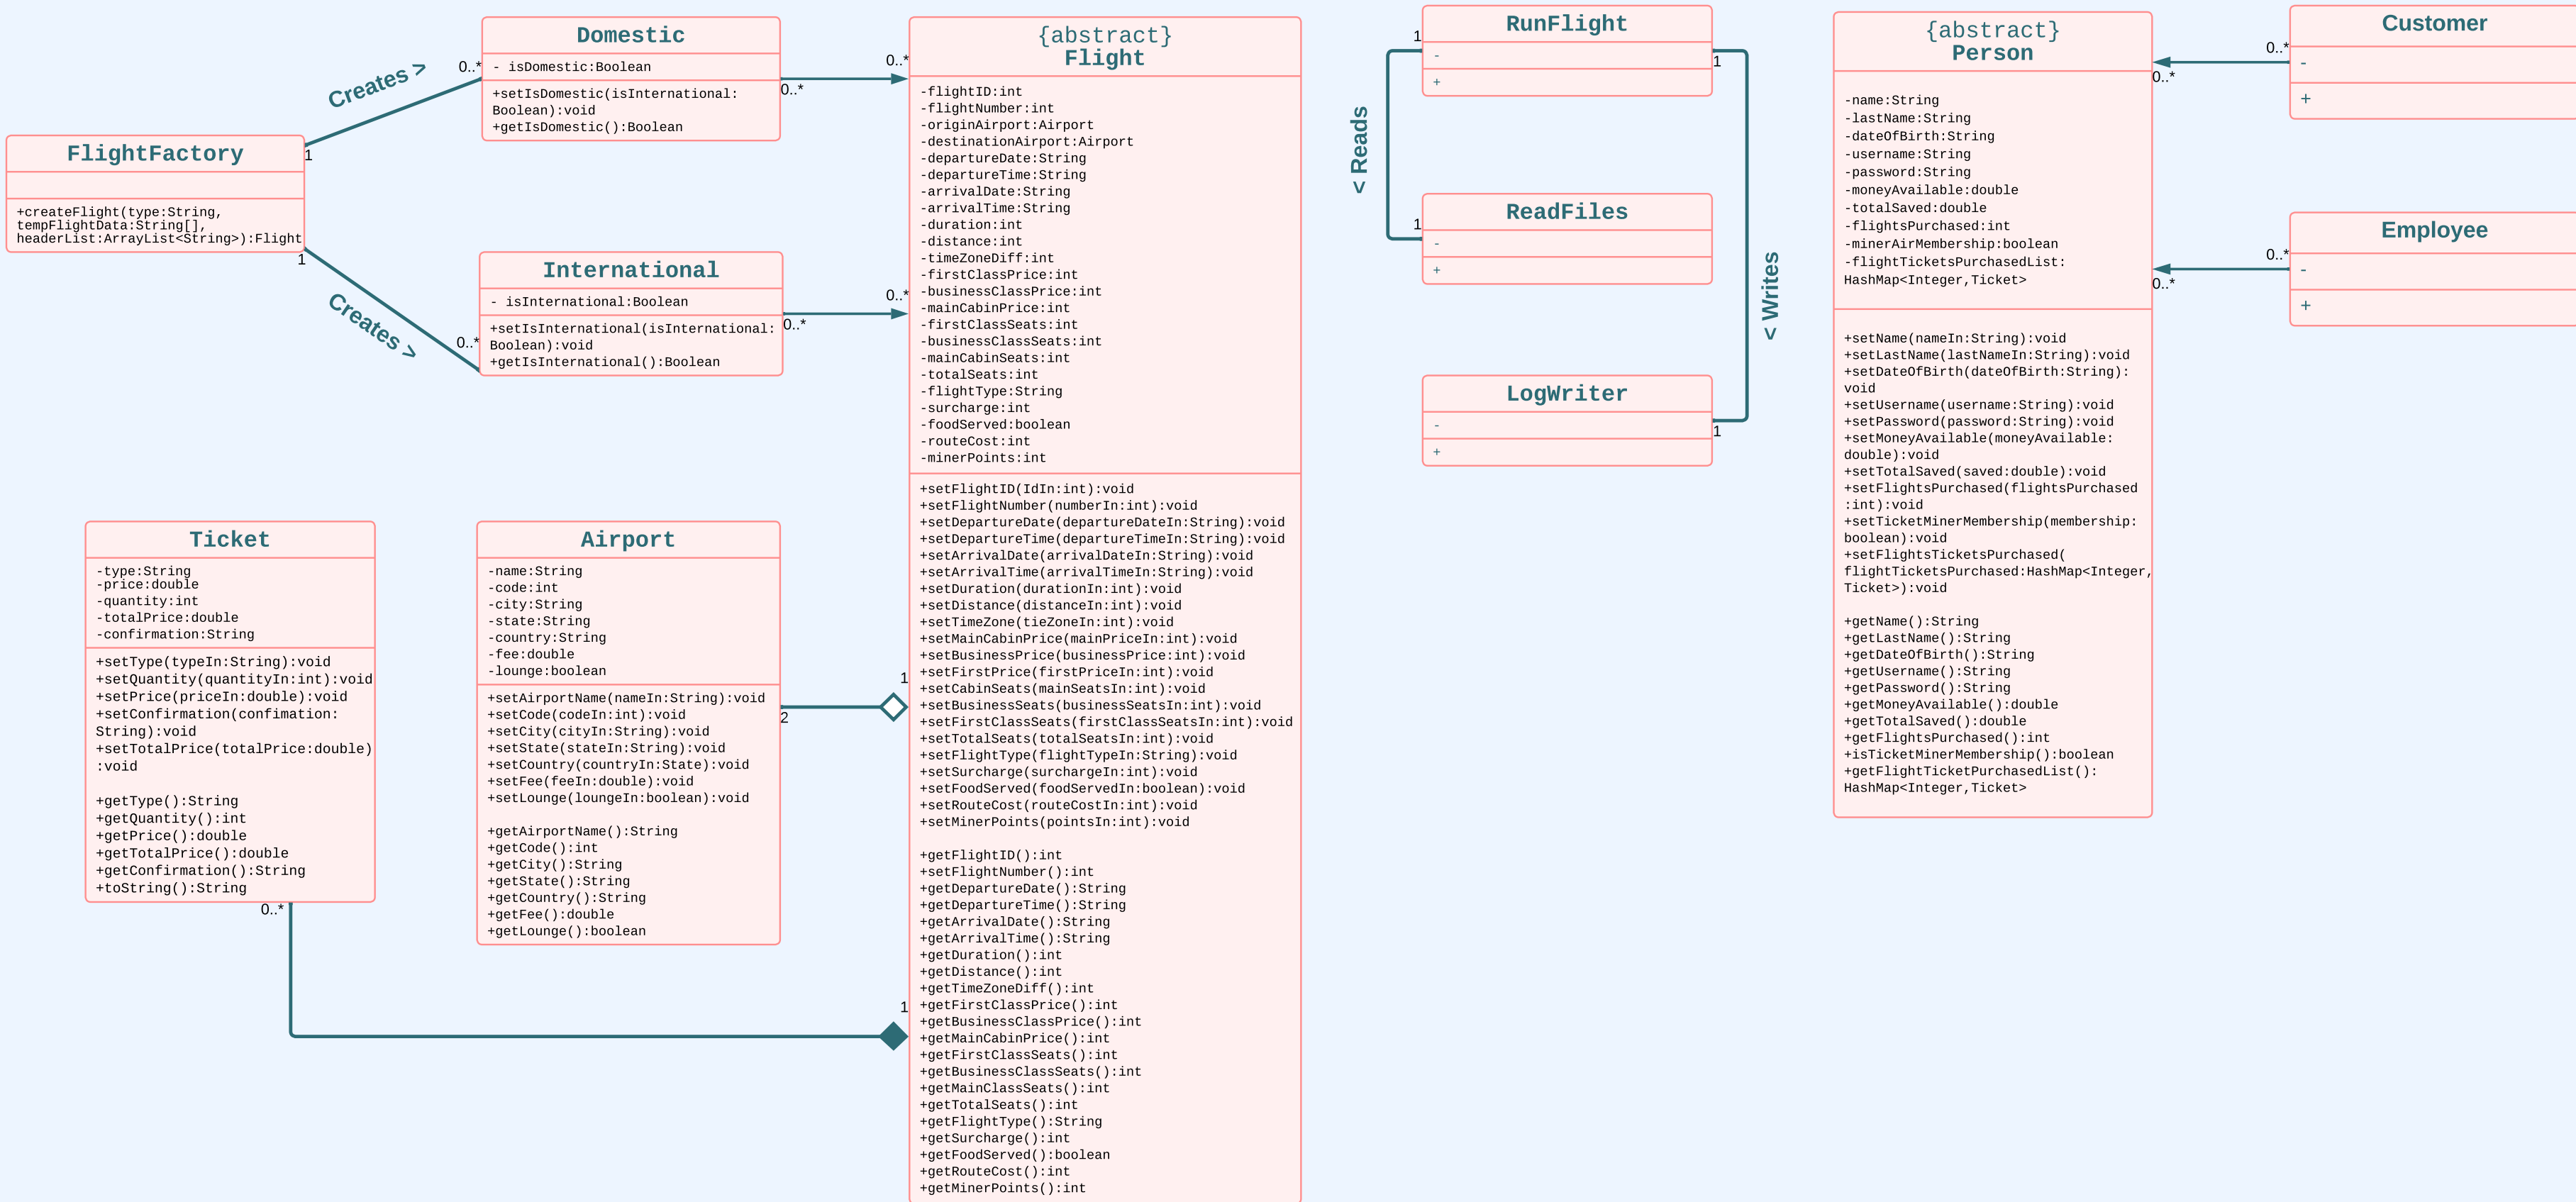 FlightFactory
+createFlight(type:String,
tempFlightData:String[],
headerList:ArrayList<String>):Flight
1
1
Creates >
Creates >
0..*
Domestic
- isDomestic:Boolean
+setIsDomestic(isInternational:
Boolean):void
+getIsDomestic():Boolean
0..*
0..*
0..*
International
- isInternational:Boolean
+setIsInternational(isInternational:
Boolean):void
+getIsInternational():Boolean
0..*
0..*
Ticket
-type:String
-price:double
-quantity:int
-totalPrice:double
-confirmation:String
+setType(typeIn:String):void
+setQuantity(quantityIn:int):void
+setPrice(priceIn:double):void
+setConfirmation(confimation:
String):void
+setTotalPrice(totalPrice:double)
:void
+getType():String
+getQuantity():int
+getPrice():double
+getTotalPrice():double
+getConfirmation():String
+toString():String
0..*
1
Airport
-name:String
-code:int
-city:String
-state:String
-country:String
-fee:double
-lounge:boolean
+setAirportName(nameIn:String):void
+setCode(codeIn:int):void
+setCity(cityIn:String):void
+setState(stateIn:String):void
+setCountry(countryIn:State):void
+setFee(feeIn:double):void
+setLounge(loungeIn:boolean):void
+getAirportName():String
+getCode():int
+getCity():String
+getState():String
+getCountry():String
+getFee():double
+getLounge():boolean
2
1
{abstract}
Flight
-flightID:int
-flightNumber:int
-originAirport:Airport
-destinationAirport:Airport
-departureDate:String
-departureTime:String
-arrivalDate:String
-arrivalTime:String
-duration:int
-distance:int
-timeZoneDiff:int
-firstClassPrice:int
-businessClassPrice:int
-mainCabinPrice:int
-firstClassSeats:int
-businessClassSeats:int
-mainCabinSeats:int
-totalSeats:int
-flightType:String
-surcharge:int
-foodServed:boolean
-routeCost:int
-minerPoints:int
+setFlightID(IdIn:int):void
+setFlightNumber(numberIn:int):void
+setDepartureDate(departureDateIn:String):void
+setDepartureTime(departureTimeIn:String):void
+setArrivalDate(arrivalDateIn:String):void
+setArrivalTime(arrivalTimeIn:String):void
+setDuration(durationIn:int):void
+setDistance(distanceIn:int):void
+setTimeZone(tieZoneIn:int):void
+setMainCabinPrice(mainPriceIn:int):void
+setBusinessPrice(businessPrice:int):void
+setFirstPrice(firstPriceIn:int):void
+setCabinSeats(mainSeatsIn:int):void
+setBusinessSeats(businessSeatsIn:int):void
+setFirstClassSeats(firstClassSeatsIn:int):void
+setTotalSeats(totalSeatsIn:int):void
+setFlightType(flightTypeIn:String):void
+setSurcharge(surchargeIn:int):void
+setFoodServed(foodServedIn:boolean):void
+setRouteCost(routeCostIn:int):void
+setMinerPoints(pointsIn:int):void
+getFlightID():int
+setFlightNumber():int
+getDepartureDate():String
+getDepartureTime():String
+getArrivalDate():String
+getArrivalTime():String
+getDuration():int
+getDistance():int
+getTimeZoneDiff():int
+getFirstClassPrice():int
+getBusinessClassPrice():int
+getMainCabinPrice():int
+getFirstClassSeats():int
+getBusinessClassSeats():int
+getMainClassSeats():int
+getTotalSeats():int
+getFlightType():String
+getSurcharge():int
+getFoodServed():boolean
+getRouteCost():int
+getMinerPoints():int
RunFlight
-
+
1
1
< Reads
1
ReadFiles
-
+
< Writes
LogWriter
-
+
1
{abstract}
Person
-name:String
-lastName:String
-dateOfBirth:String
-username:String
-password:String
-moneyAvailable:double
-totalSaved:double
-flightsPurchased:int
-minerAirMembership:boolean
-flightTicketsPurchasedList:
HashMap<Integer,Ticket>
+setName(nameIn:String):void
+setLastName(lastNameIn:String):void
+setDateOfBirth(dateOfBirth:String):
void
+setUsername(username:String):void
+setPassword(password:String):void
+setMoneyAvailable(moneyAvailable:
double):void
+setTotalSaved(saved:double):void
+setFlightsPurchased(flightsPurchased
:int):void
+setTicketMinerMembership(membership:
boolean):void
+setFlightsTicketsPurchased(
flightTicketsPurchased:HashMap<Integer,
Ticket>):void
+getName():String
+getLastName():String
+getDateOfBirth():String
+getUsername():String
+getPassword():String
+getMoneyAvailable():double
+getTotalSaved():double
+getFlightsPurchased():int
+isTicketMinerMembership():boolean
+getFlightTicketPurchasedList():
HashMap<Integer,Ticket>
0..*
0..*
Customer
-
+
0..*
0..*
Employee
-
+